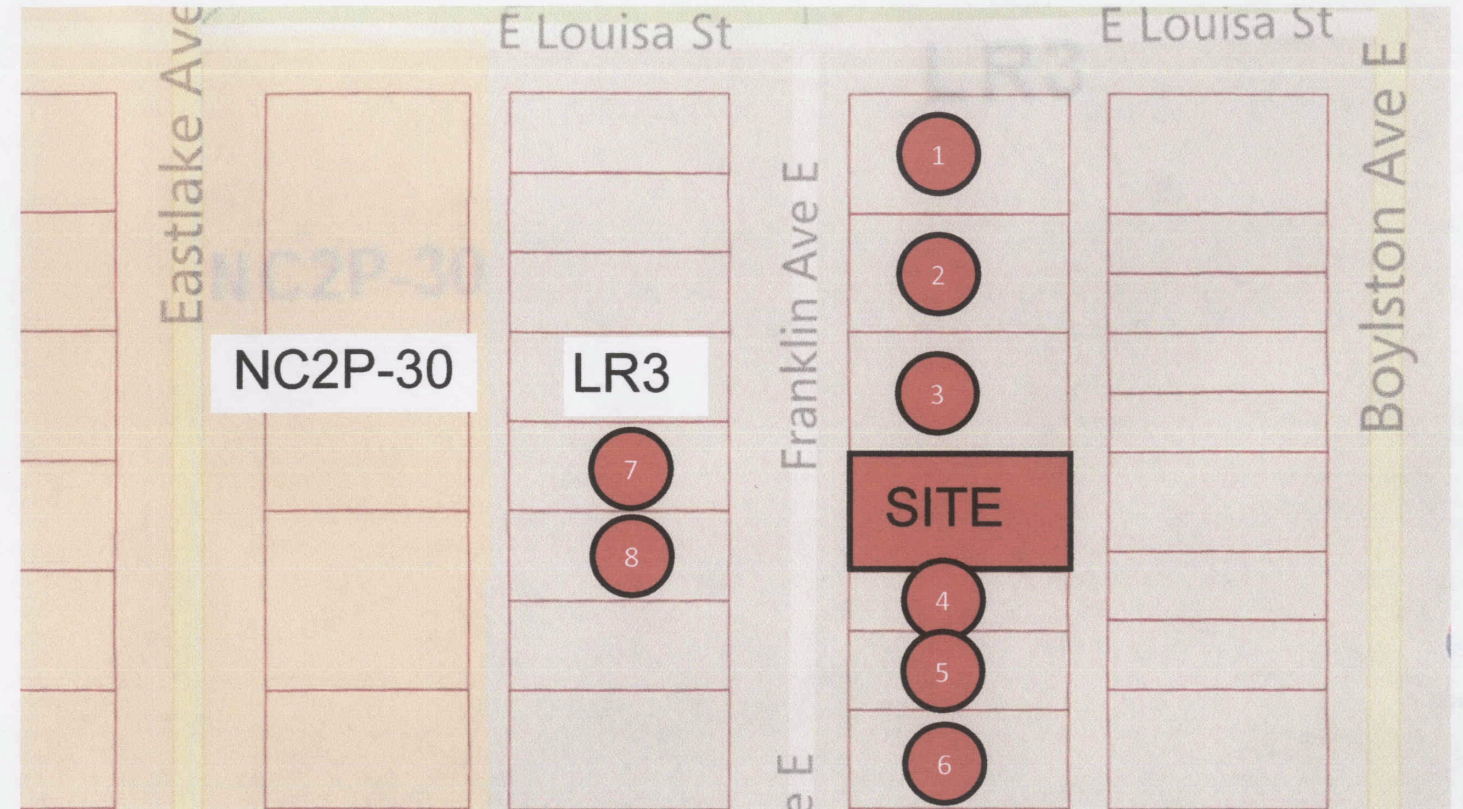 E Louisa St
E Louisa St
LR3
Eastlake Ave
Franklin Ave E
Boylston Ave E
NC2P-30
NC2P-30
LR3
1
2
3
7
SITE
8
4
5
6
e E